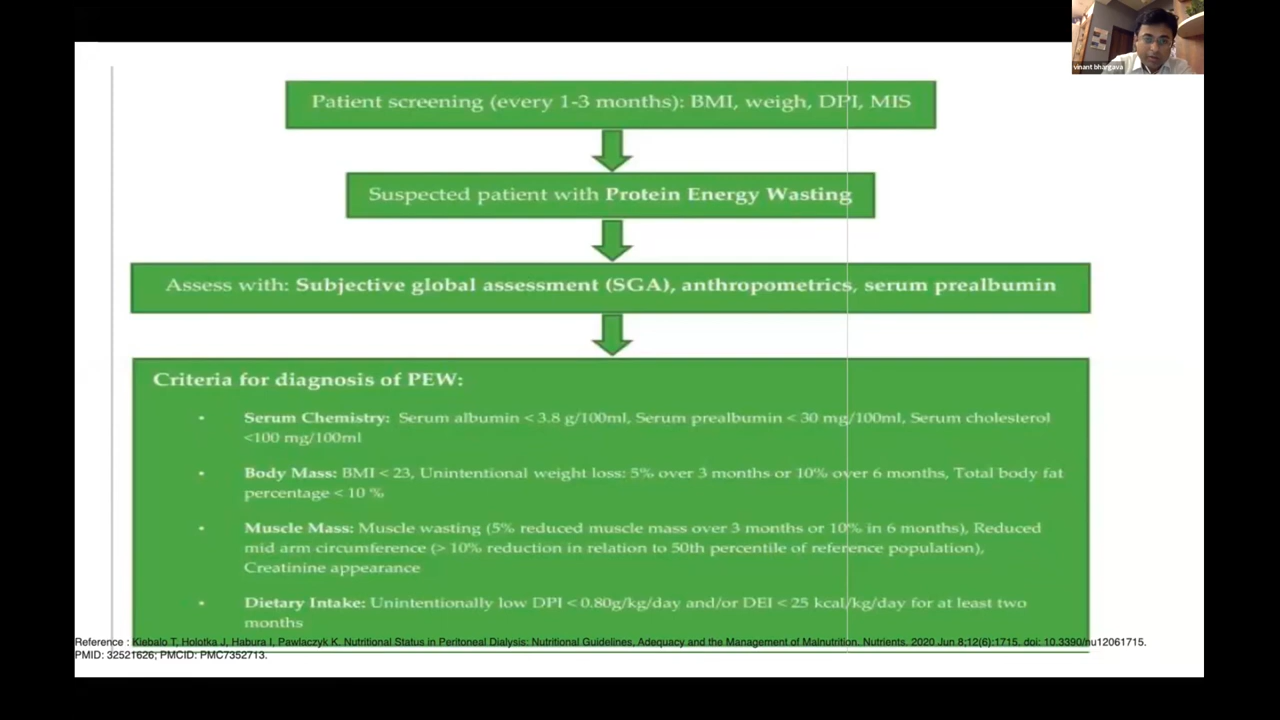 vinant bhargava
Patient screening (every 1-3 months): BMI, weigh, DPI, MIS
Suspected patient with Protein Energy Wasting
Assess with: Subjective global assessment (SGA), anthropometrics, serum prealbumin
Criteria for diagnosis of PEW:
• Serum Chemistry: Serum albumin < 3.8 g/100ml, Serum prealbumin < 30 mg/100ml, Serum cholesterol
<100 mg/100ml
• Body Mass: BMI < 23, Unintentional weight loss: 5% over 3 months or 10% over 6 months, Total body fat
percentage < 10 %
• Muscle Mass: Muscle wasting (5% reduced muscle mass over 3 months or 10% in 6 months), Reduced
mid arm circumference (> 10% reduction in relation to 50th percentile of reference population),
Creatinine appearance
• Dietary Intake: Unintentionally low DPI < 0.80g/kg/day and/or DEI < 25 kcal/kg/day for at least two
months
Reference : Kiebalo T, Holotka J, Habura I, Pawlaczyk K. Nutritional Status in Peritoneal Dialysis: Nutritional Guidelines, Adequacy and the Management of Malnutrition. Nutrients. 2020 Jun 8;12(6):1715. doi: 10.3390/nu12061715.
PMID: 32521626; PMCID: PMC7352713.